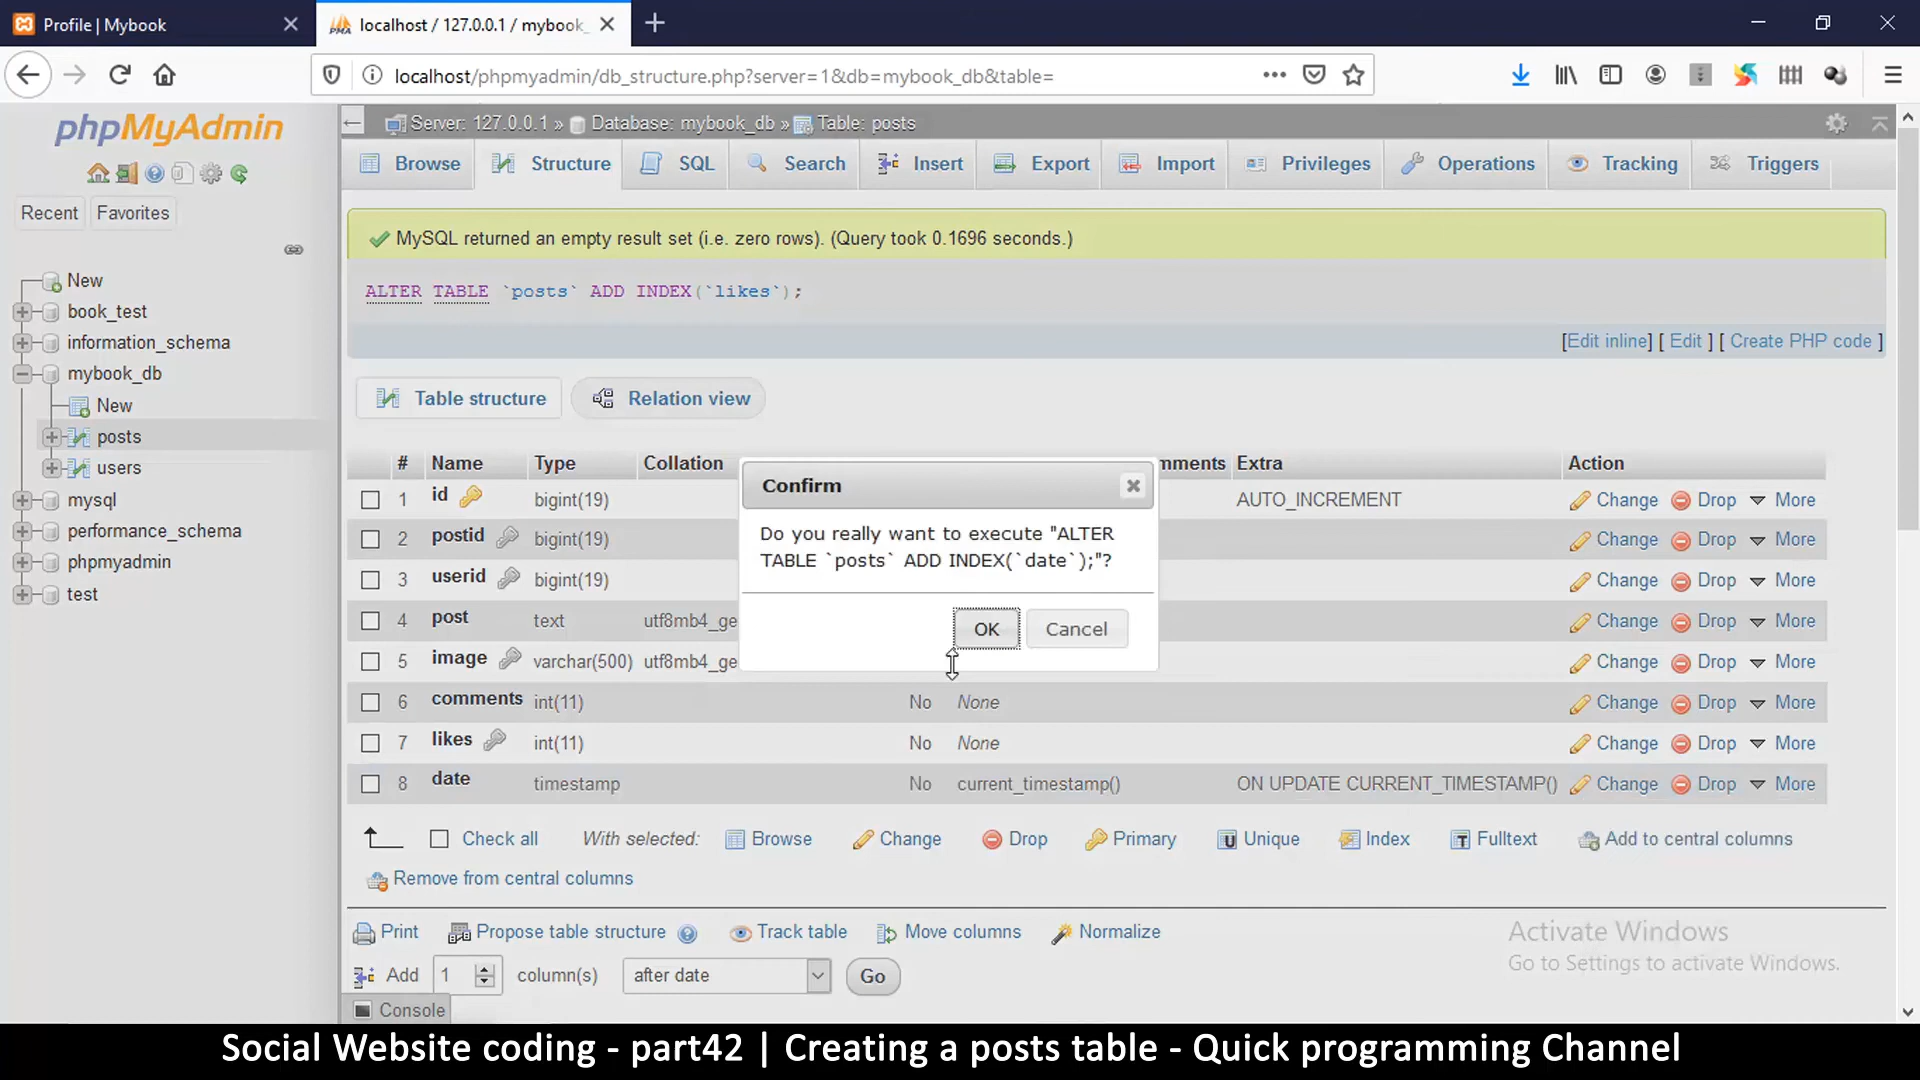 Profile | Mybook
localhost / 127.0.0.1 / mybook_
localhost/phpmyadmin/db_structure.php?server=1&db=mybook_db&table=
phpMyAdmin
Recent Favorites
New
book_test
information_schema
mybook_db
New
posts
users
mysql
performance_schema
phpmyadmin
test
Server: 127.0.0.1 » Database: mybook_db » Table: posts
Browse Structure SQL Search Insert Export Import Privileges Operations Tracking Triggers
MySQL returned an empty result set (i.e. zero rows). (Query took 0.1696 seconds.)
ALTER TABLE `posts` ADD INDEX(`likes`);
[Edit inline] [ Edit ] [ Create PHP code ]
Table structure Relation view
# Name Type Collation mments Extra Action
1 id bigint(19) AUTO_INCREMENT Change Drop More
2 postid bigint(19) Change Drop More
3 userid bigint(19) Change Drop More
4 post text utf8mb4_ge Change Drop More
5 image varchar(500) utf8mb4_ge Change Drop More
6 comments int(11) No None Change Drop More
7 likes int(11) No None Change Drop More
8 date timestamp No current_timestamp() ON UPDATE CURRENT_TIMESTAMP() Change Drop More
Confirm
Do you really want to execute "ALTER
TABLE `posts` ADD INDEX(`date`);"?
OK Cancel
Check all With selected: Browse Change Drop Primary Unique Index Fulltext Add to central columns
Remove from central columns
Print Propose table structure Track table Move columns Normalize
Add 1 column(s) after date Go
Console
Activate Windows
Go to Settings to activate Windows.
Social Website coding - part42 | Creating a posts table - Quick programming Channel